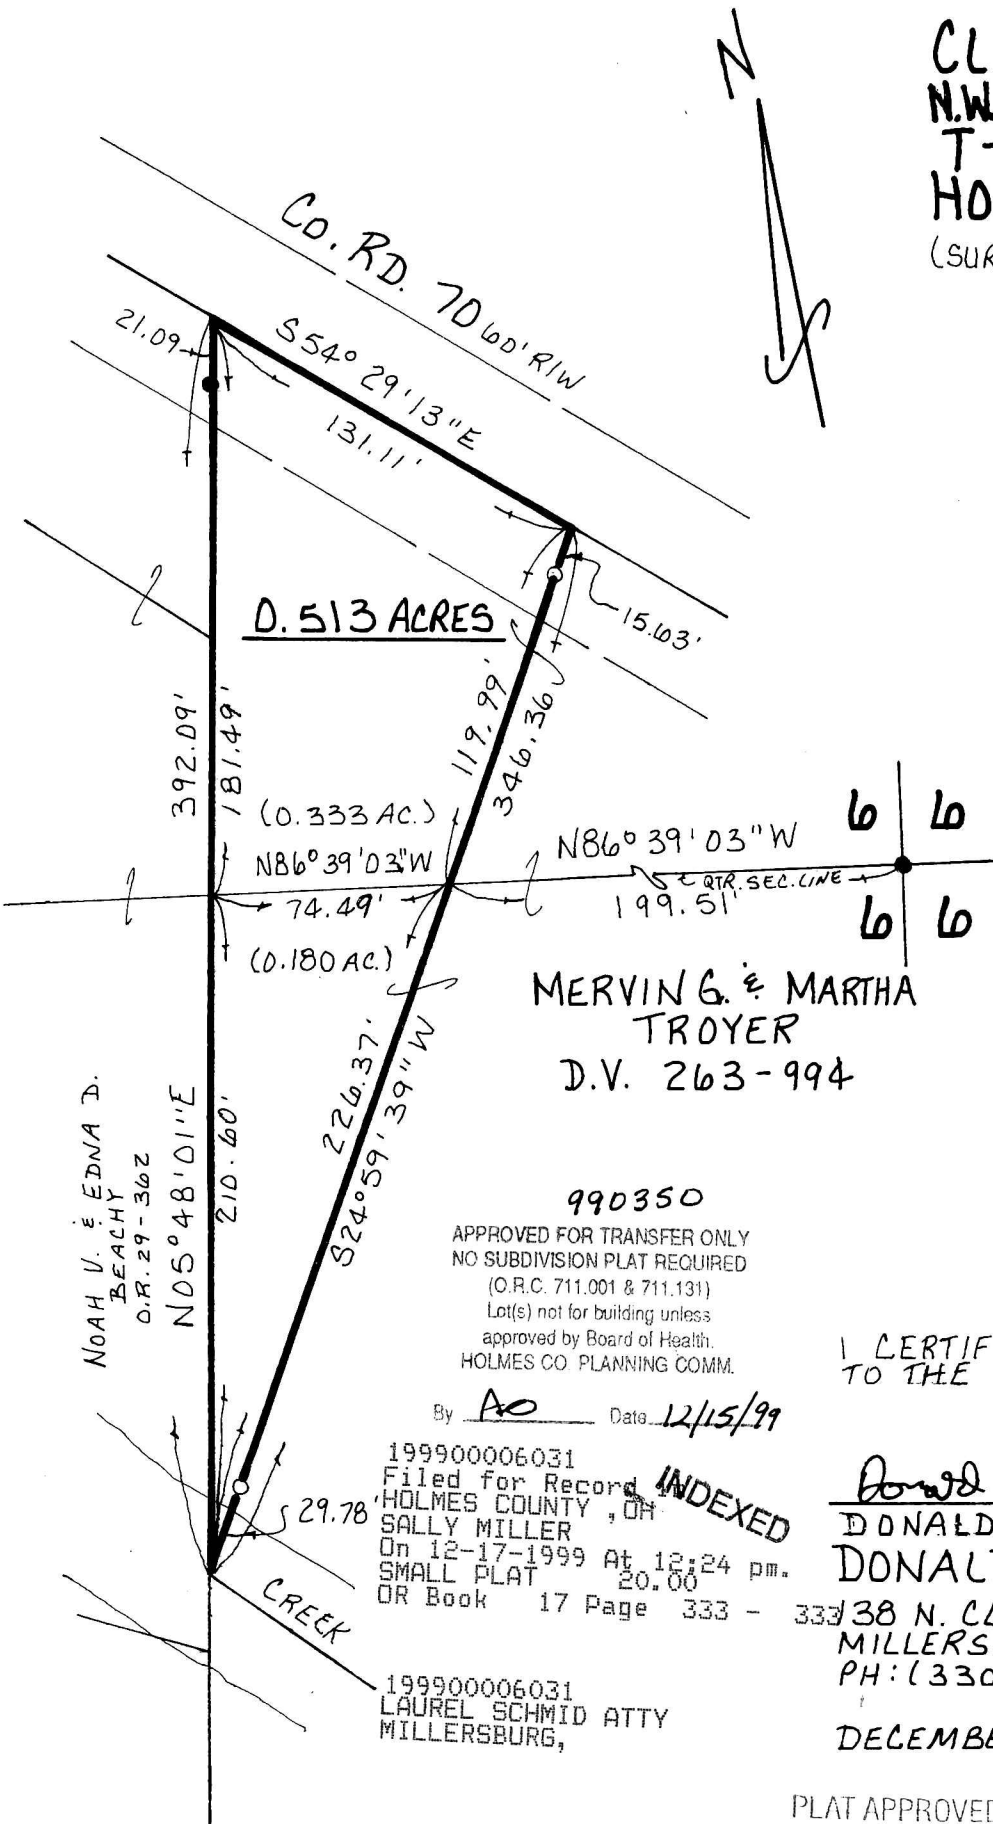 N
CL
N.W.
T-
HO
(SUR
CO. RD. 70 60' R/W
21.09
S 54° 29' 13" E
131.11'
15.63'
0.513 ACRES
392.09'
181.49'
119.99'
346.36
(0.333 AC.)
N86° 39' 03" W
74.49'
(0.180 AC.)
N86° 39' 03" W
QTR. SEC. LINE
199.51'
6 6
6 6
MERVIN G. & MARTHA
TROYER
D.V. 263-994
NOAH V. & EDNA D.
BEACHY
O.R. 29-362
N05° 48' 01" E
210.60'
226.37'
S24° 59' 39" W
990350
APPROVED FOR TRANSFER ONLY
NO SUBDIVISION PLAT REQUIRED
(O.R.C. 711.001 & 711.131)
Lot(s) not for building unless
approved by Board of Health.
HOLMES CO. PLANNING COMM.
By AO Date 12/15/99
199900006031
Filed for Record
HOLMES COUNTY , OH
SALLY MILLER
On 12-17-1999 At 12:24 pm.
SMALL PLAT 20.00
OR Book 17 Page 333 - 333
INDEXED
29.78'
CREEK
199900006031
LAUREL SCHMID ATTY
MILLERSBURG,
I CERTIF
TO THE
Donald
DONALD
DONAL
138 N. CL
MILLERS
PH: (330
DECEMBE
PLAT APPROVED